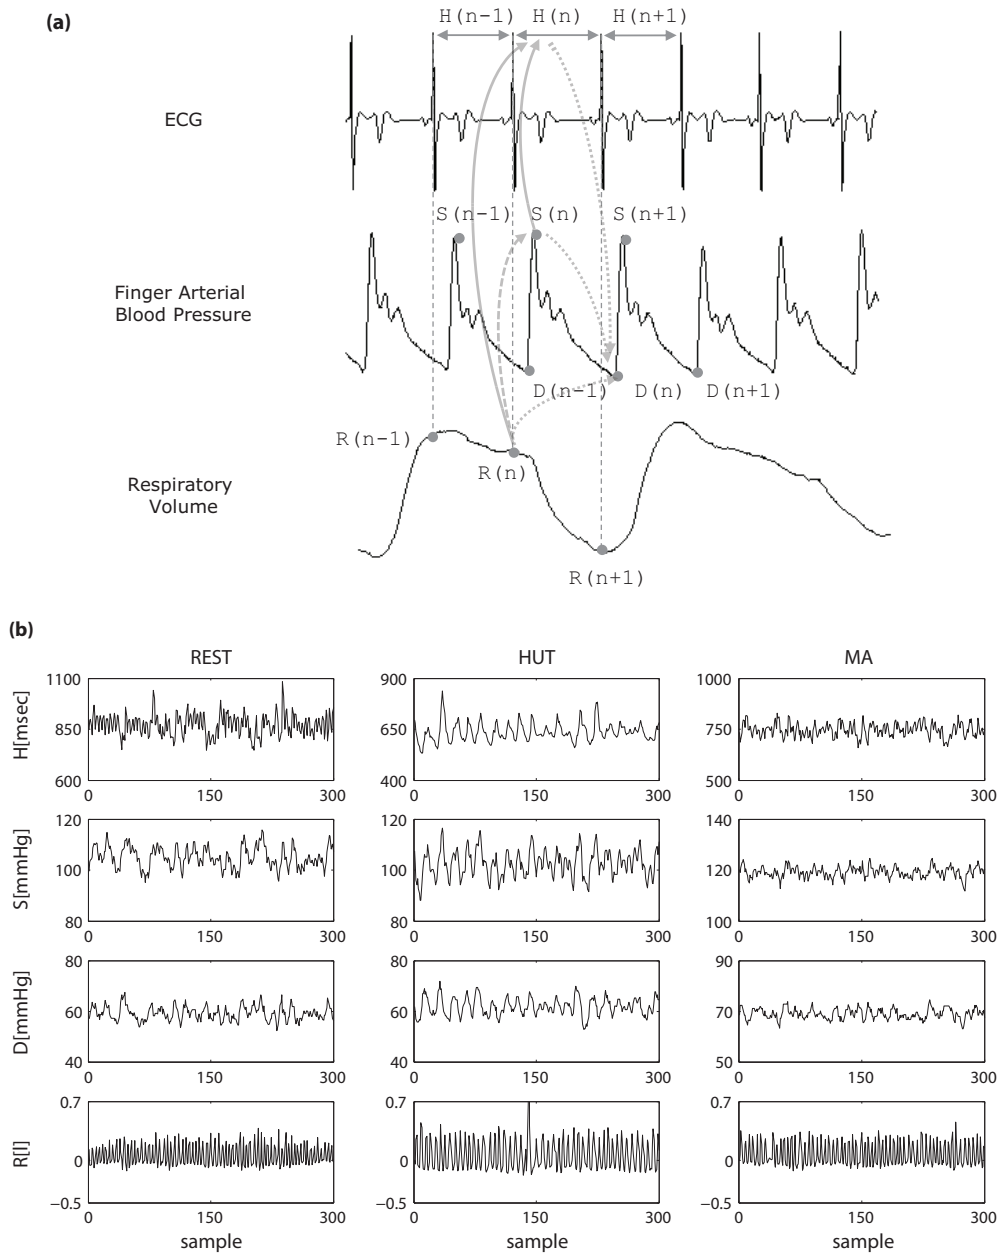 (a)
H(n-1) H(n) H(n+1)
ECG
S(n-1) S(n) S(n+1)
Finger Arterial
Blood Pressure
D(n-1) D(n) D(n+1)
R(n-1)
R(n)
Respiratory
Volume
R(n+1)
(b)
REST HUT MA
H[msec]
1100 900 1000
850 650 750
600 400 500
0 150 300 0 150 300 0 150 300
S[mmHg]
120 120 140
100 100 120
80 80 100
0 150 300 0 150 300 0 150 300
D[mmHg]
80 80 90
60 60 70
40 40 50
0 150 300 0 150 300 0 150 300
R[l]
0.7 0.7 0.7
0 0 0
−0.5 −0.5 −0.5
0 150 300 0 150 300 0 150 300
sample sample sample